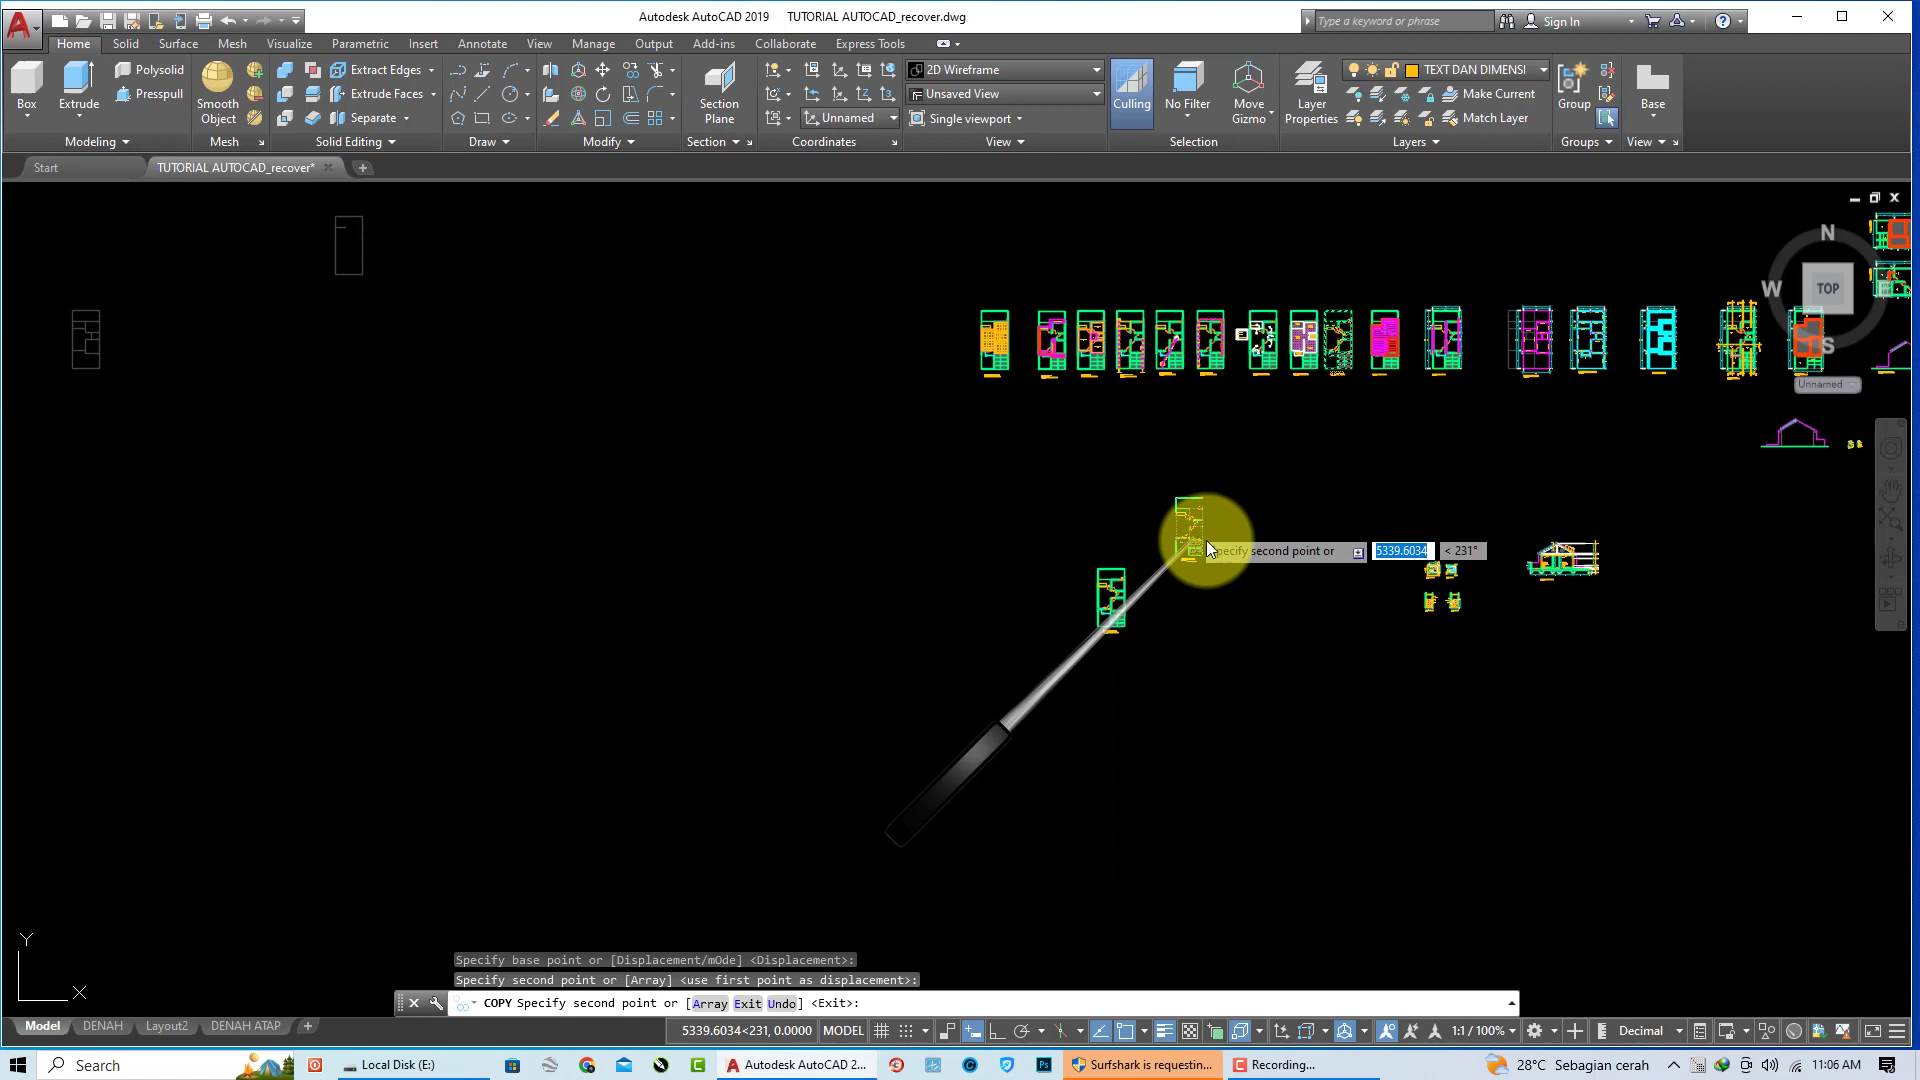 Autodesk AutoCAD 2019 TUTORIAL AUTOCAD_recover.dwg
Type a keyword or phrase
Sign In
Home Solid Surface Mesh Visualize Parametric Insert Annotate View Manage Output Add-ins Collaborate Express Tools
Box
Extrude
Polysolid
Presspull
Smooth
Object
Extract Edges
Extrude Faces
Separate
Section
Plane
Unnamed
2D Wireframe
Unsaved View
Single viewport
Culling
No Filter
Move
Gizmo
Layer
Properties
TEXT DAN DIMENSI
Make Current
Match Layer
Group
Base
Modeling Mesh Solid Editing Draw Modify Section Coordinates View Selection Layers Groups View
Start TUTORIAL AUTOCAD_recover*
N
W TOP
S
Unnamed
Specify second point or 5339.6034 < 231°
Y
X
Specify base point or [Displacement/mOde] <Displacement>:
Specify second point or [Array] <use first point as displacement>:
COPY Specify second point or [Array Exit Undo] <Exit>:
Model DENAH Layout2 DENAH ATAP
5339.6034<231, 0.0000 MODEL 1:1 / 100% Decimal
Search Local Disk (E:) Autodesk AutoCAD 2... Surfshark is requestin... Recording... 28°C Sebagian cerah 11:06 AM